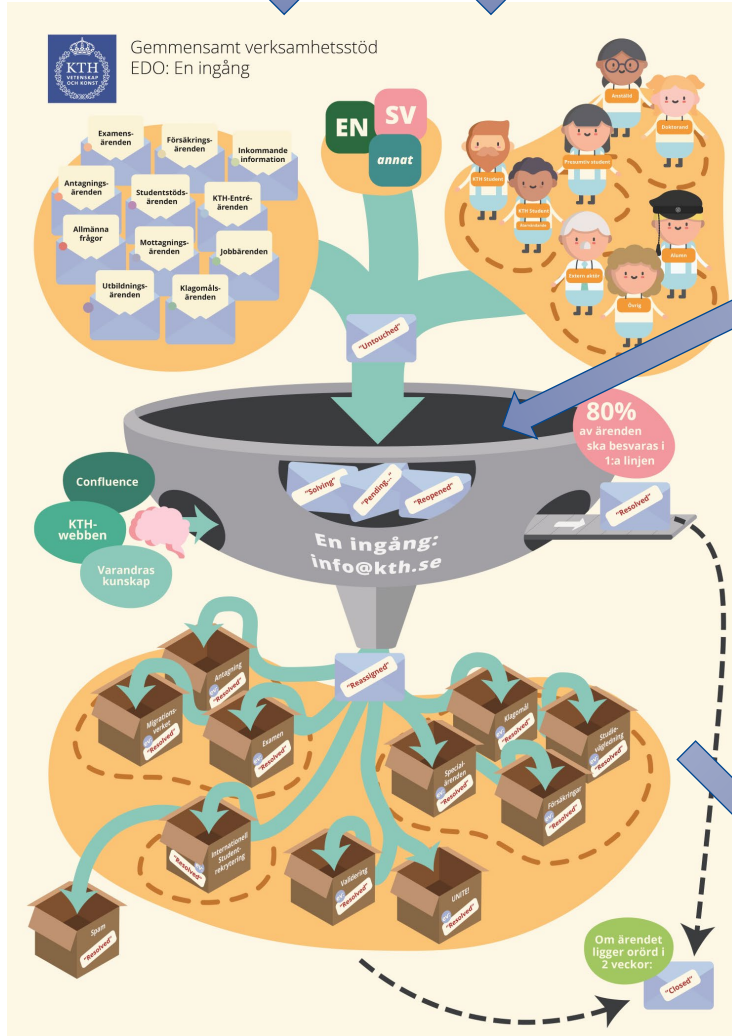 Gemmensamt verksamhetsstöd
EDO: En ingång
KTH
VETENSKAP
OCH KONST
Examens-
ärenden
Försäkrings-
ärenden
Inkommande
information
Antagnings-
ärenden
Studentstöds-
ärenden
KTH-Entré-
ärenden
Allmänna
frågor
Mottagnings-
ärenden
Jobbärenden
Utbildnings-
ärenden
Klagomåls-
ärenden
EN
SV
annat
Anställd
Doktorand
Presumtiv student
KTH Student
KTH Student
Alumn
Extern aktör
Övrig
"Untouched"
80%
av ärenden
ska besvaras i
1:a linjen
"Solving"
"Pending..."
"Reopened"
"Resolved"
Confluence
KTH-
webben
Varandras
kunskap
En ingång:
info@kth.se
"Reassigned"
Antagning
"Resolved"
Migrations-
verket
"Resolved"
Examen
"Resolved"
Klagomål
"Resolved"
Studie-
vägledning
"Resolved"
Special-
ärenden
"Resolved"
Försäkringar
"Resolved"
Internationell
Student-
rekrytering
"Resolved"
Validering
"Resolved"
UNITE!
"Resolved"
Spam
"Resolved"
Om ärendet
ligger orörd i
2 veckor:
"Closed"